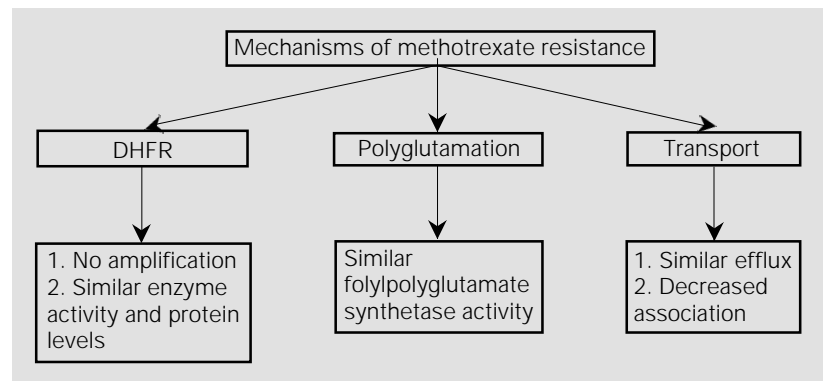 Mechanisms of methotrexate resistance
DHFR
Polyglutamation
Transport
1. No amplification
2. Similar enzyme
activity and protein
levels
Similar
folylpolyglutamate
synthetase activity
1. Similar efflux
2. Decreased
association